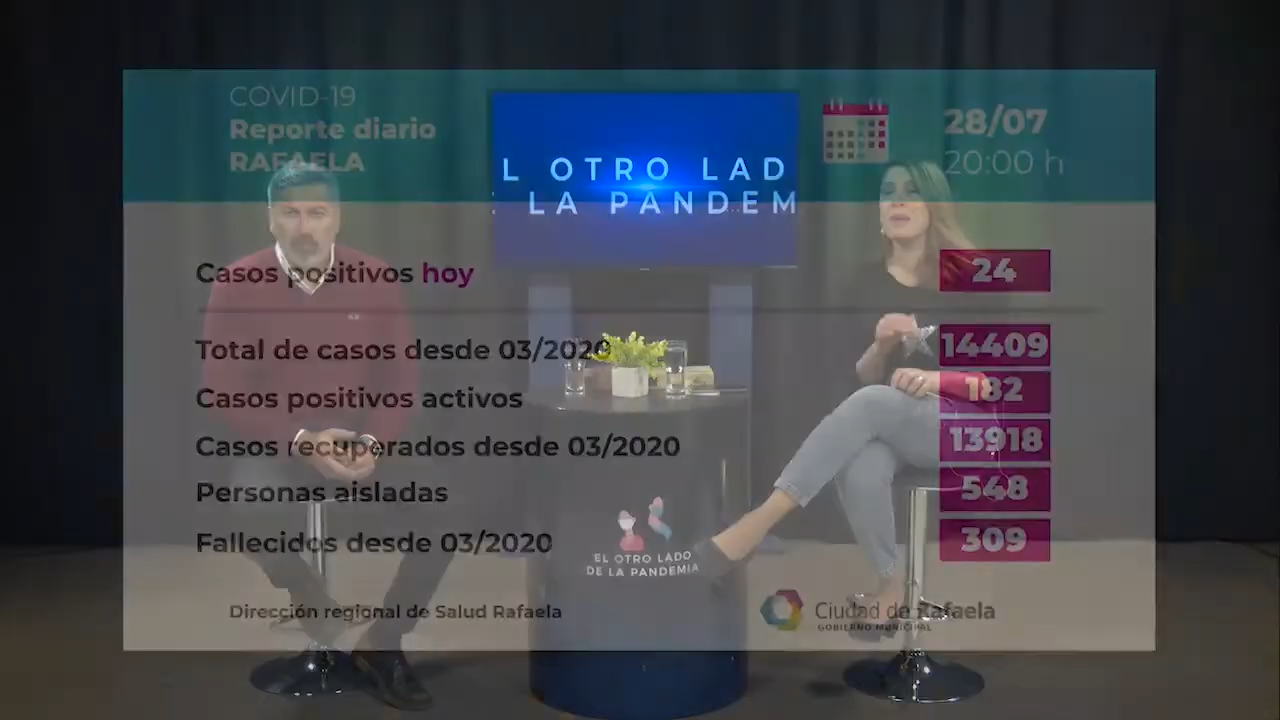 COVID-19
Reporte diario
RAFAELA
28/07
20:00 h
L OTRO LAD
LA PANDEM
Casos positivos hoy 24
Total de casos desde 03/2020 14409
Casos positivos activos 182
Casos recuperados desde 03/2020 13918
Personas aisladas 548
Fallecidos desde 03/2020 309
EL OTRO LADO
DE LA PANDEMIA
Dirección regional de Salud Rafaela
Ciudad de Rafaela
GOBIERNO MUNICIPAL